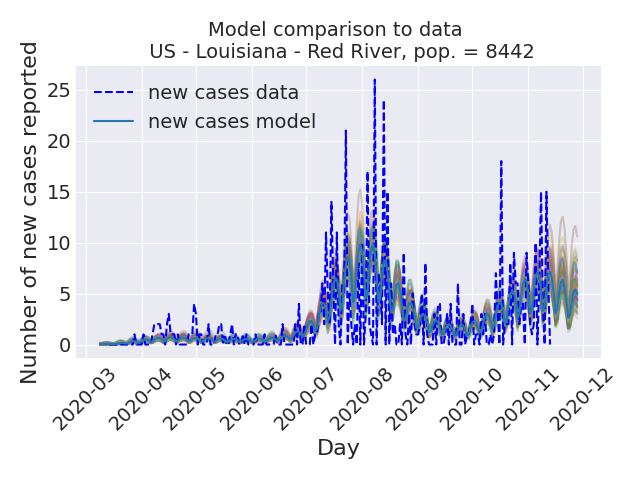 Model comparison to data
US - Louisiana - Red River, pop. = 8442
new cases data
new cases model
Number of new cases reported
25
20
15
10
5
0
2020-03
2020-04
2020-05
2020-06
2020-07
2020-08
2020-09
2020-10
2020-11
2020-12
Day